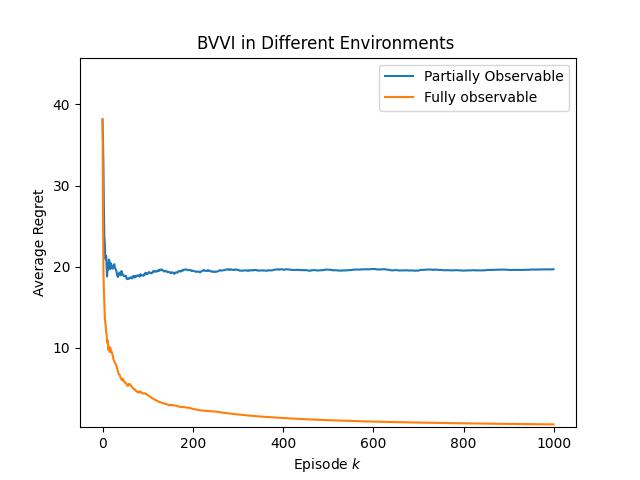 BVVI in Different Environments
Partially Observable
Fully observable
Average Regret
40
30
20
10
0
200
400
600
800
1000
Episode k